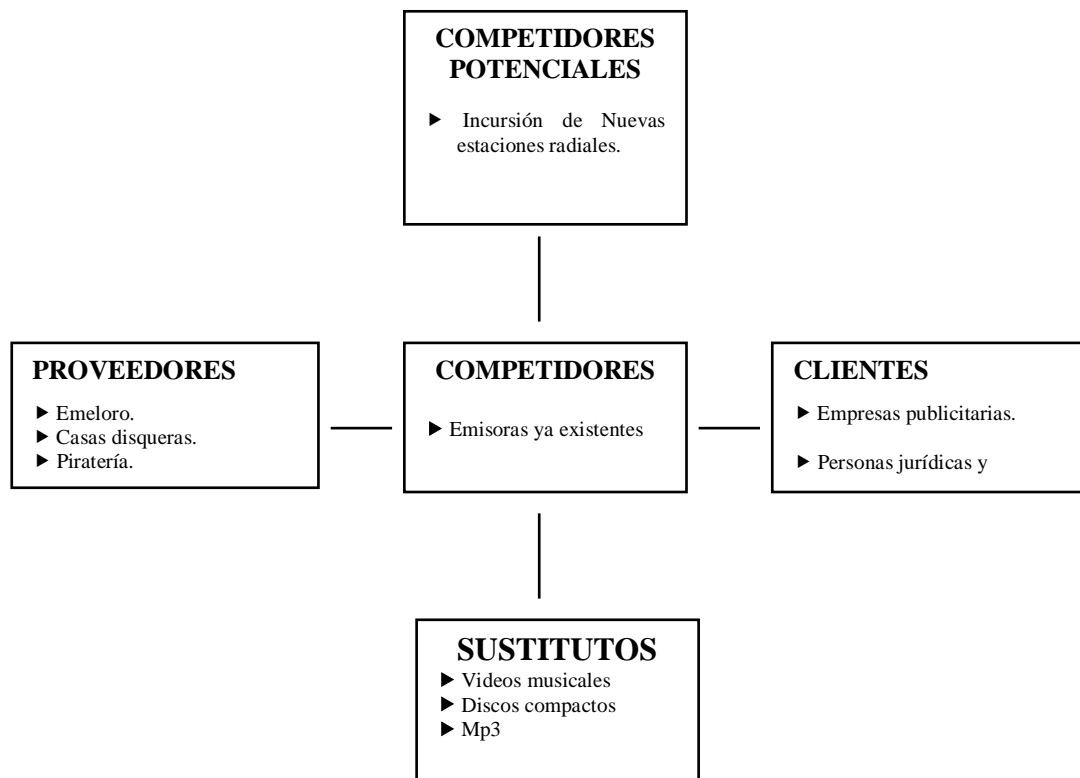 COMPETIDORES
POTENCIALES
▶ Incursión de Nuevas
estaciones radiales.
PROVEEDORES
▶ Emeloro.
▶ Casas disqueras.
▶ Piratería.
COMPETIDORES
▶ Emisoras ya existentes
CLIENTES
▶ Empresas publicitarias.
▶ Personas jurídicas y
SUSTITUTOS
▶ Videos musicales
▶ Discos compactos
▶ Mp3